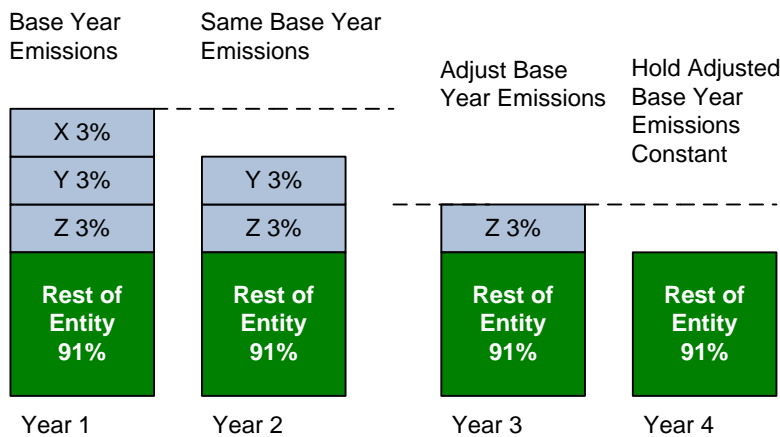 Base Year
Emissions
Same Base Year
Emissions
Adjust Base
Year Emissions
Hold Adjusted
Base Year
Emissions
Constant
X 3%
Y 3%
Z 3%
Rest of
Entity
91%
Year 1
Y 3%
Z 3%
Rest of
Entity
91%
Year 2
Z 3%
Rest of
Entity
91%
Year 3
Rest of
Entity
91%
Year 4